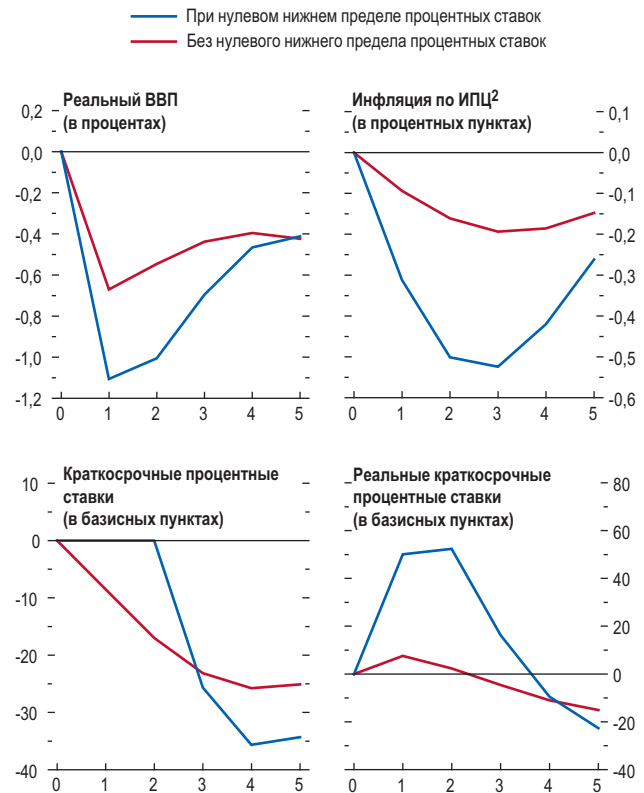 При нулевом нижнем пределе процентных ставок
Без нулевого нижнего предела процентных ставок
Реальный ВВП
(в процентах)
0,2
0,0
-0,2
-0,4
-0,6
-0,8
-1,0
-1,2
0 1 2 3 4 5
Инфляция по ИПЦ2
(в процентных пунктах)
0,1
0,0
-0,1
-0,2
-0,3
-0,4
-0,5
-0,6
0 1 2 3 4 5
Краткосрочные процентные
ставки
(в базисных пунктах)
10
0
-10
-20
-30
-40
0 1 2 3 4 5
Реальные краткосрочные
процентные ставки
(в базисных пунктах)
80
60
40
20
0
-20
-40
0 1 2 3 4 5